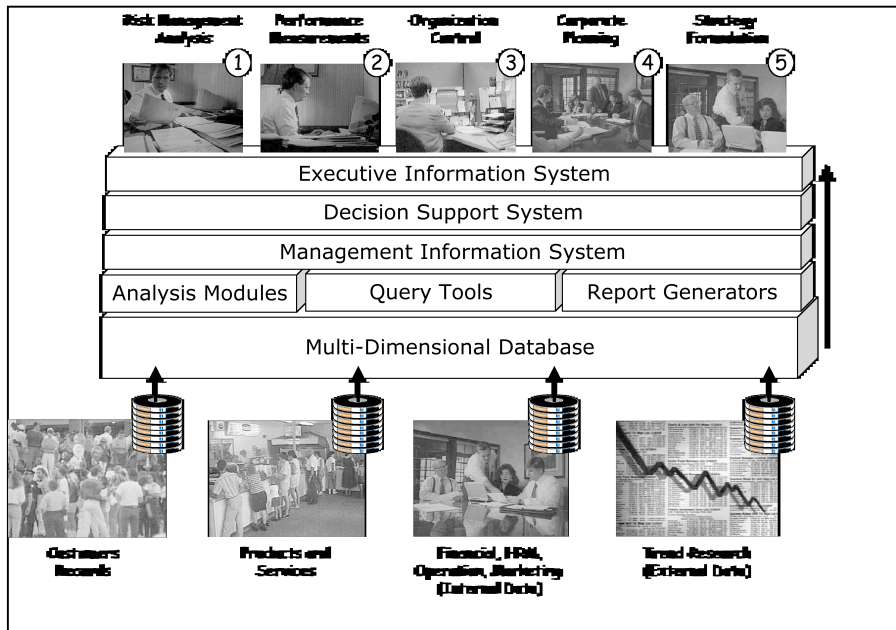 Risk Management
Analysis
Performance
Measurements
Organization
Control
Corporate
Planning
Strategy
Formulation
1
2
3
4
5
Executive Information System
Decision Support System
Management Information System
Analysis Modules
Query Tools
Report Generators
Multi-Dimensional Database
Customers
Records
Products and
Services
Financial, HRM,
Operation, Marketing
(Internal Data)
Trend-Research
(External Data)